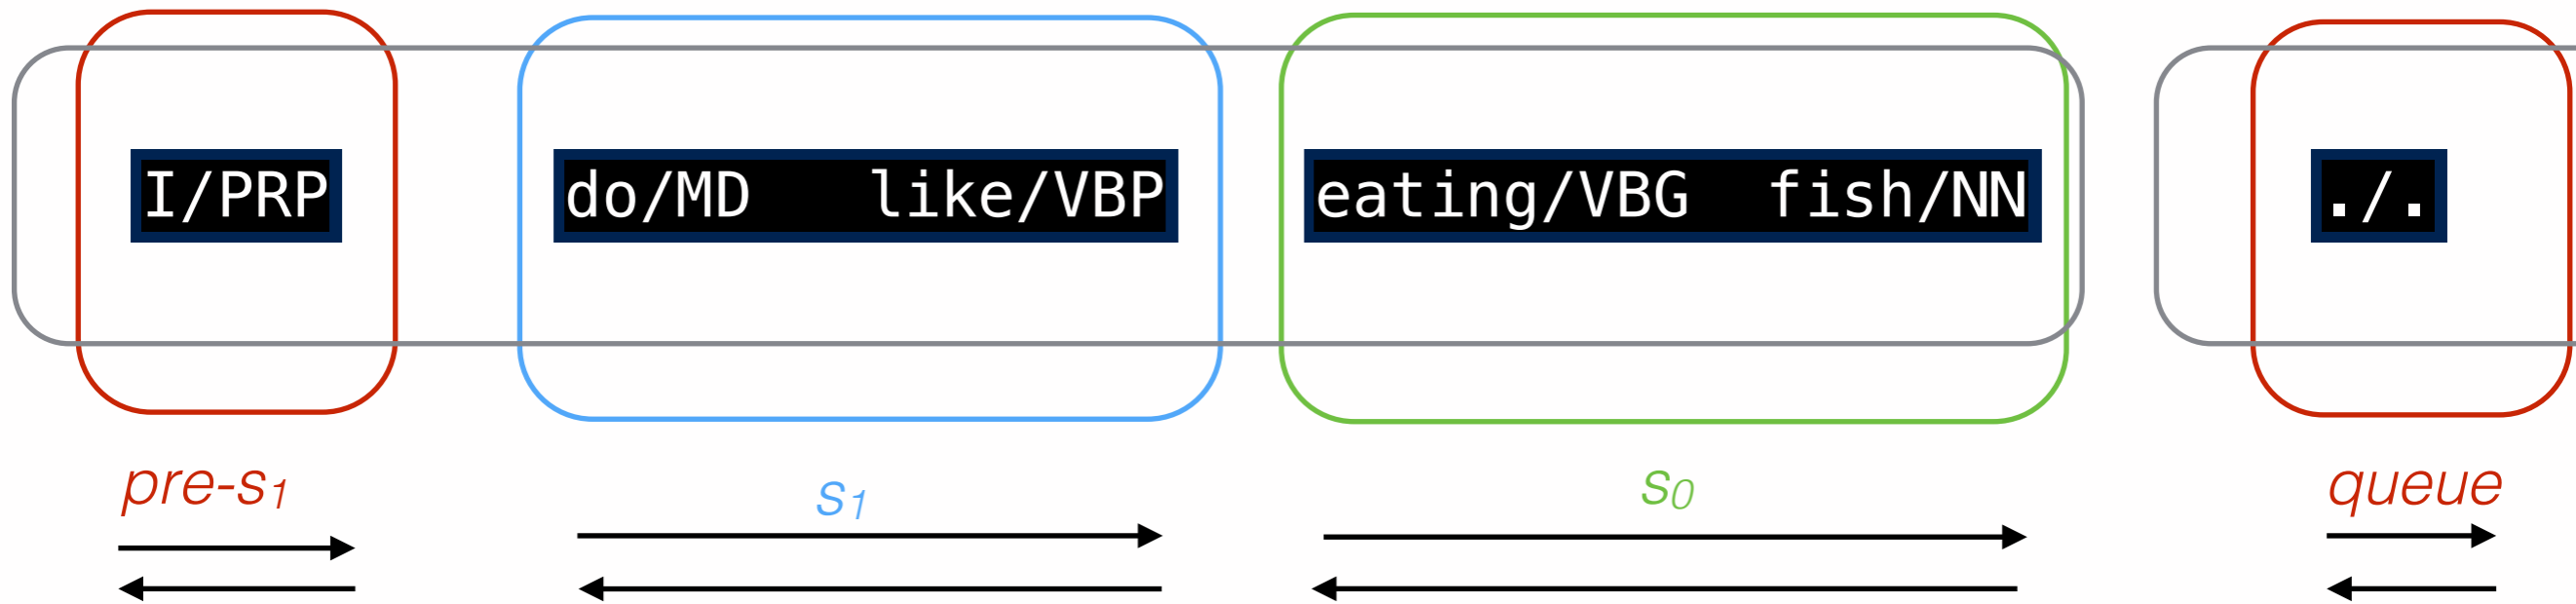 I/PRP do/MD like/VBP eating/VBG fish/NN ./.
pre-s1 s1 s0 queue